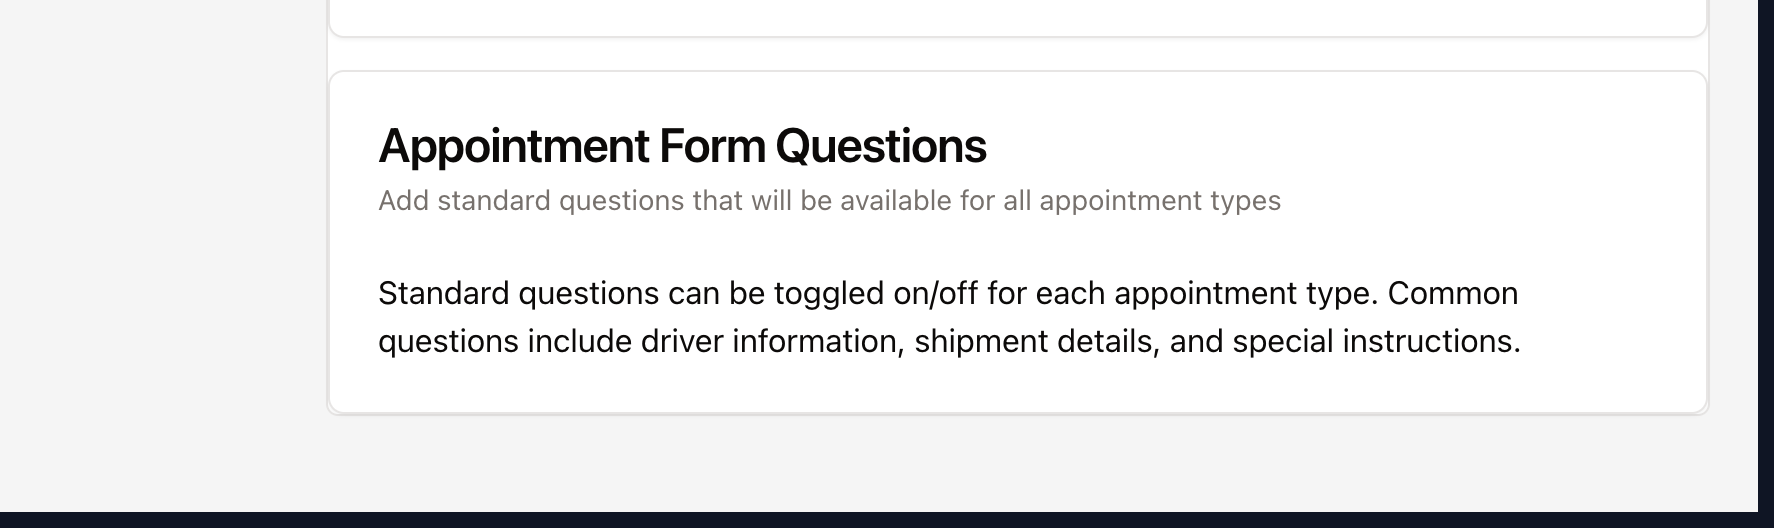 Appointment Form Questions
Add standard questions that will be available for all appointment types
Standard questions can be toggled on/off for each appointment type. Common
questions include driver information, shipment details, and special instructions.